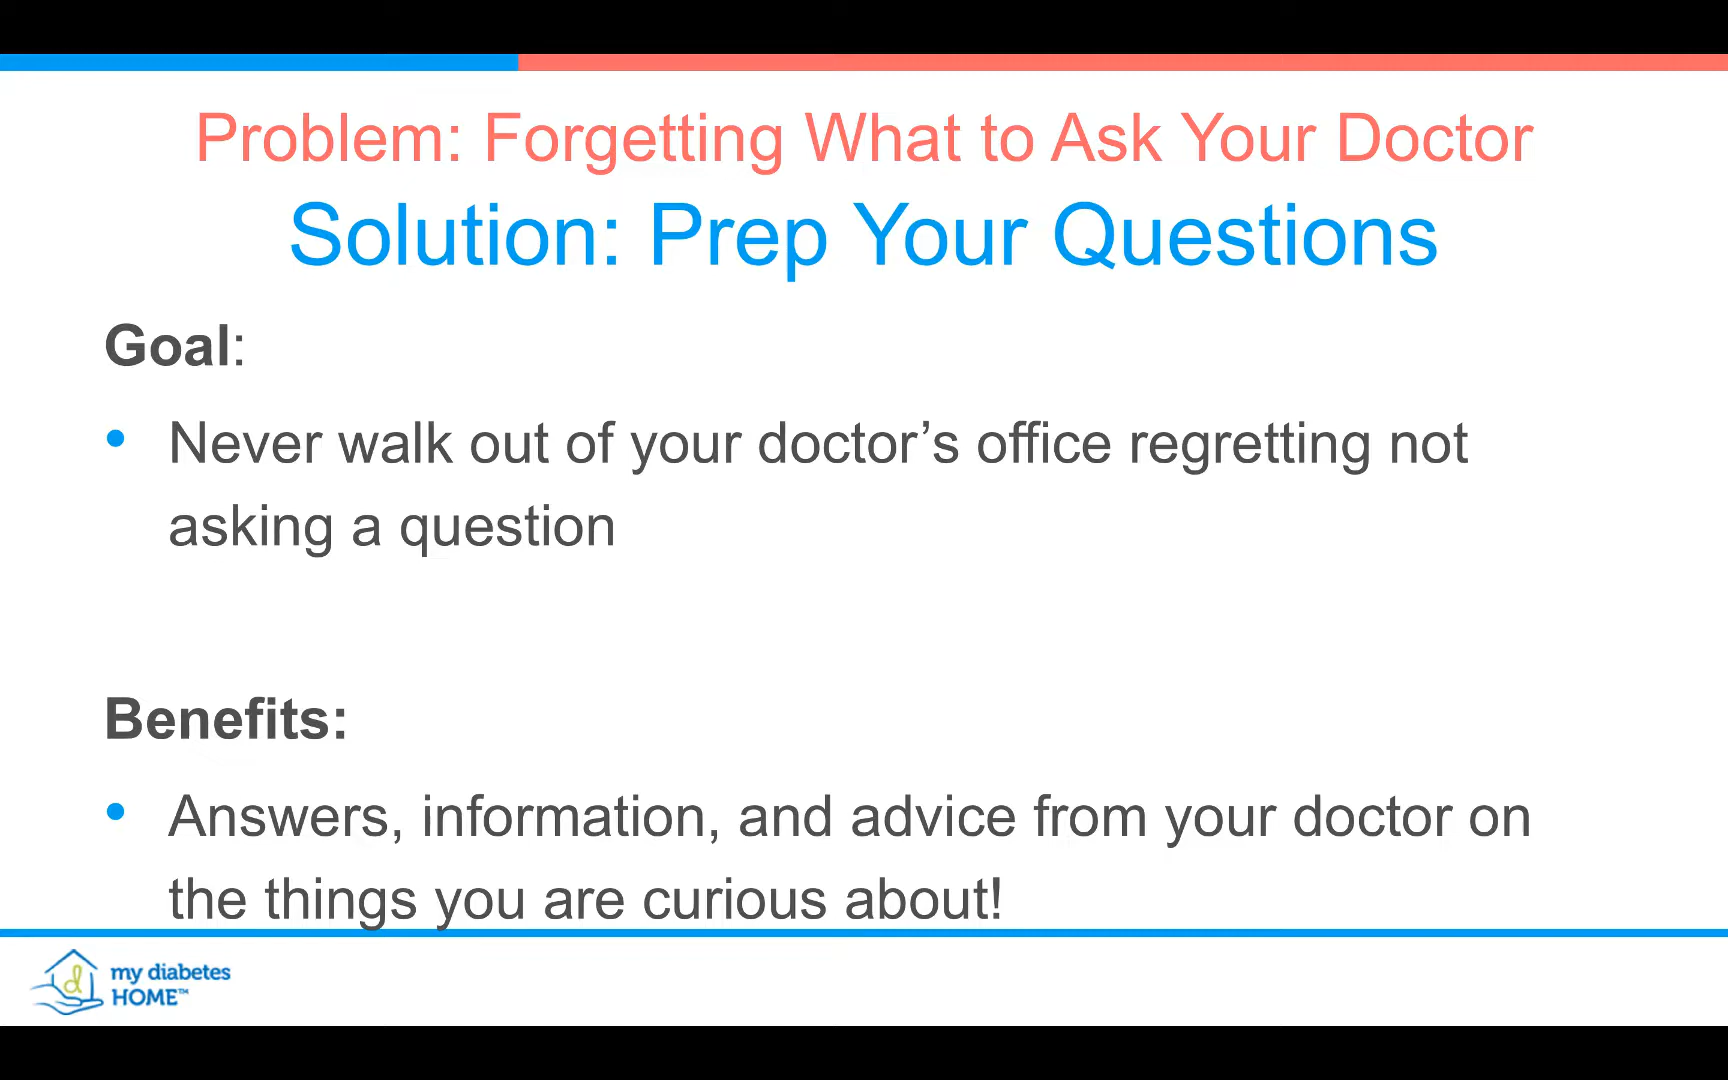 Problem: Forgetting What to Ask Your Doctor
Solution: Prep Your Questions
Goal:
• Never walk out of your doctor’s office regretting not
asking a question
Benefits:
• Answers, information, and advice from your doctor on
the things you are curious about!
my diabetes
HOME™